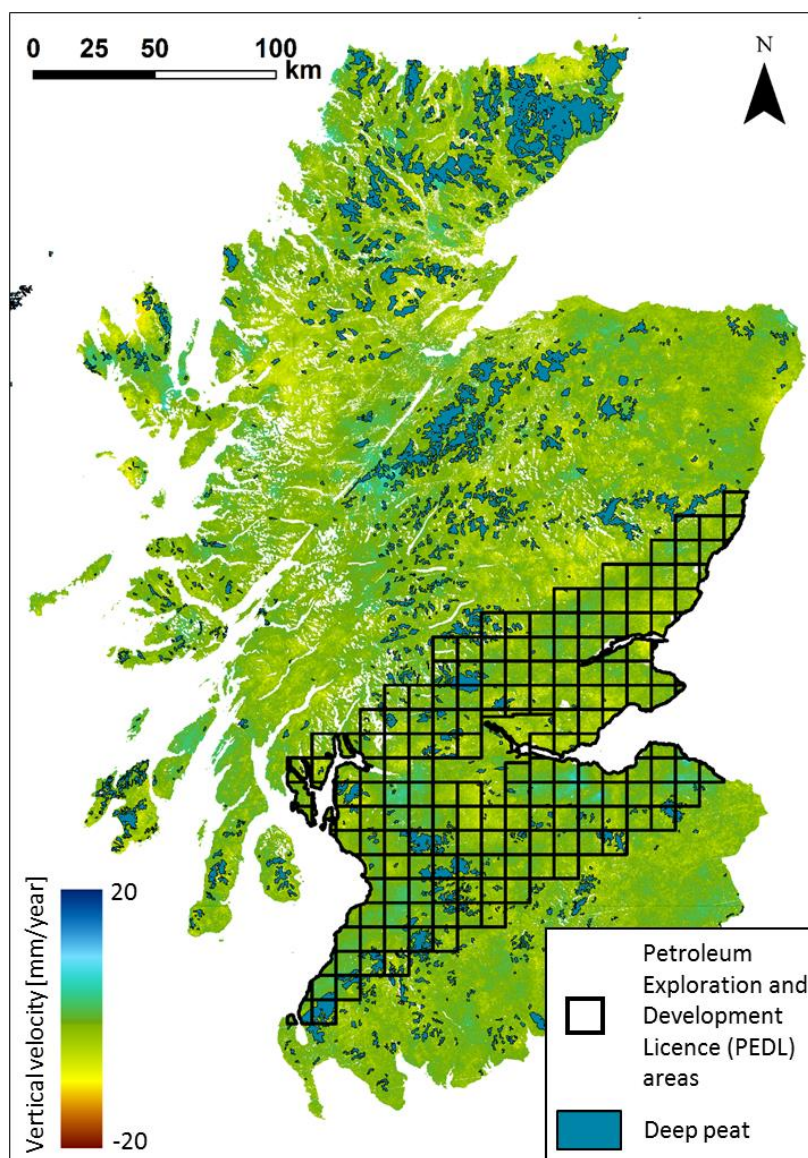 0 25 50 100
km
N
20
Vertical velocity [mm/year]
-20
Petroleum
Exploration and
Development
Licence (PEDL)
areas
Deep peat